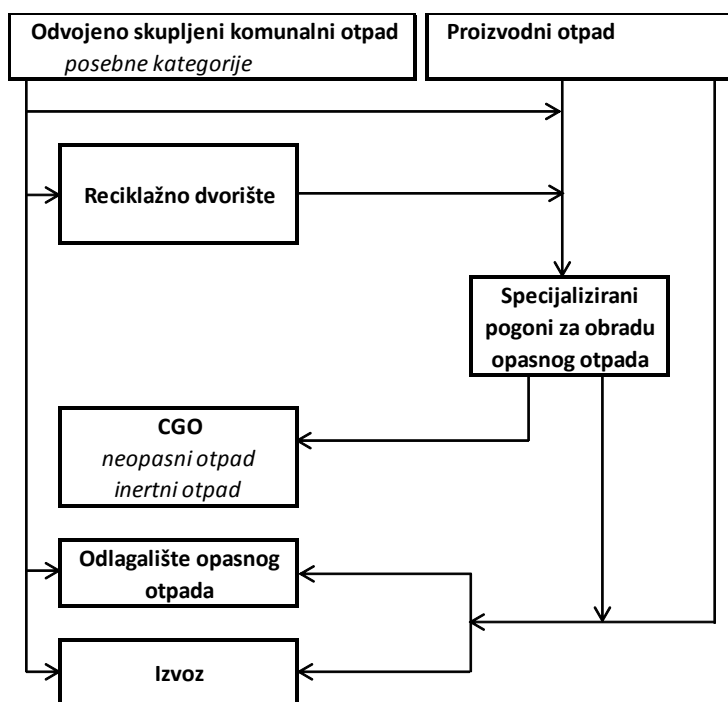 Odvojeno skupljeni komunalni otpad
posebne kategorije
Proizvodni otpad
Reciklažno dvorište
Specijalizirani
pogoni za obradu
opasnog otpada
CGO
neopasni otpad
inertni otpad
Odlagalište opasnog
otpada
Izvoz